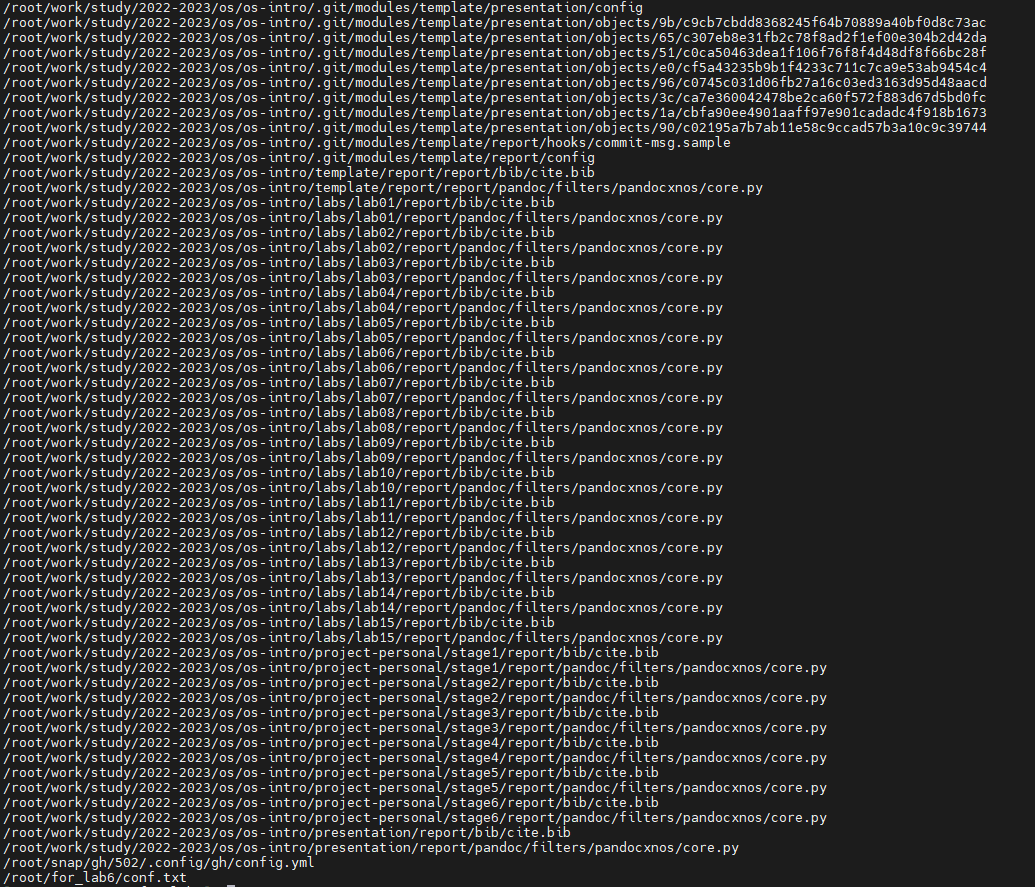 /root/work/study/2022-2023/os/os-intro/.git/modules/template/presentation/config
/root/work/study/2022-2023/os/os-intro/.git/modules/template/presentation/objects/9b/c9cb7cbdd8368245f64b70889a40bf0d8c73ac
/root/work/study/2022-2023/os/os-intro/.git/modules/template/presentation/objects/65/c307eb8e31fb2c78f8ad2f1ef00e304b2d42da
/root/work/study/2022-2023/os/os-intro/.git/modules/template/presentation/objects/51/c0ca50463dea1f106f76f8f4d48df8f66bc28f
/root/work/study/2022-2023/os/os-intro/.git/modules/template/presentation/objects/e0/cf5a43235b9b1f4233c711c7ca9e53ab9454c4
/root/work/study/2022-2023/os/os-intro/.git/modules/template/presentation/objects/96/c0745c031d06fb27a16c03ed3163d95d48aacd
/root/work/study/2022-2023/os/os-intro/.git/modules/template/presentation/objects/3c/ca7e360042478be2ca60f572f883d67d5bd0fc
/root/work/study/2022-2023/os/os-intro/.git/modules/template/presentation/objects/1a/cbfa90ee4901aaff97e901cadadc4f918b1673
/root/work/study/2022-2023/os/os-intro/.git/modules/template/presentation/objects/90/c02195a7b7ab11e58c9ccad57b3a10c9c39744
/root/work/study/2022-2023/os/os-intro/.git/modules/template/report/hooks/commit-msg.sample
/root/work/study/2022-2023/os/os-intro/.git/modules/template/report/config
/root/work/study/2022-2023/os/os-intro/template/report/report/bib/cite.bib
/root/work/study/2022-2023/os/os-intro/template/report/report/pandoc/filters/pandocxnos/core.py
/root/work/study/2022-2023/os/os-intro/labs/lab01/report/bib/cite.bib
/root/work/study/2022-2023/os/os-intro/labs/lab01/report/pandoc/filters/pandocxnos/core.py
/root/work/study/2022-2023/os/os-intro/labs/lab02/report/bib/cite.bib
/root/work/study/2022-2023/os/os-intro/labs/lab02/report/pandoc/filters/pandocxnos/core.py
/root/work/study/2022-2023/os/os-intro/labs/lab03/report/bib/cite.bib
/root/work/study/2022-2023/os/os-intro/labs/lab03/report/pandoc/filters/pandocxnos/core.py
/root/work/study/2022-2023/os/os-intro/labs/lab04/report/bib/cite.bib
/root/work/study/2022-2023/os/os-intro/labs/lab04/report/pandoc/filters/pandocxnos/core.py
/root/work/study/2022-2023/os/os-intro/labs/lab05/report/bib/cite.bib
/root/work/study/2022-2023/os/os-intro/labs/lab05/report/pandoc/filters/pandocxnos/core.py
/root/work/study/2022-2023/os/os-intro/labs/lab06/report/bib/cite.bib
/root/work/study/2022-2023/os/os-intro/labs/lab06/report/pandoc/filters/pandocxnos/core.py
/root/work/study/2022-2023/os/os-intro/labs/lab07/report/bib/cite.bib
/root/work/study/2022-2023/os/os-intro/labs/lab07/report/pandoc/filters/pandocxnos/core.py
/root/work/study/2022-2023/os/os-intro/labs/lab08/report/bib/cite.bib
/root/work/study/2022-2023/os/os-intro/labs/lab08/report/pandoc/filters/pandocxnos/core.py
/root/work/study/2022-2023/os/os-intro/labs/lab09/report/bib/cite.bib
/root/work/study/2022-2023/os/os-intro/labs/lab09/report/pandoc/filters/pandocxnos/core.py
/root/work/study/2022-2023/os/os-intro/labs/lab10/report/bib/cite.bib
/root/work/study/2022-2023/os/os-intro/labs/lab10/report/pandoc/filters/pandocxnos/core.py
/root/work/study/2022-2023/os/os-intro/labs/lab11/report/bib/cite.bib
/root/work/study/2022-2023/os/os-intro/labs/lab11/report/pandoc/filters/pandocxnos/core.py
/root/work/study/2022-2023/os/os-intro/labs/lab12/report/bib/cite.bib
/root/work/study/2022-2023/os/os-intro/labs/lab12/report/pandoc/filters/pandocxnos/core.py
/root/work/study/2022-2023/os/os-intro/labs/lab13/report/bib/cite.bib
/root/work/study/2022-2023/os/os-intro/labs/lab13/report/pandoc/filters/pandocxnos/core.py
/root/work/study/2022-2023/os/os-intro/labs/lab14/report/bib/cite.bib
/root/work/study/2022-2023/os/os-intro/labs/lab14/report/pandoc/filters/pandocxnos/core.py
/root/work/study/2022-2023/os/os-intro/labs/lab15/report/bib/cite.bib
/root/work/study/2022-2023/os/os-intro/labs/lab15/report/pandoc/filters/pandocxnos/core.py
/root/work/study/2022-2023/os/os-intro/project-personal/stage1/report/bib/cite.bib
/root/work/study/2022-2023/os/os-intro/project-personal/stage1/report/pandoc/filters/pandocxnos/core.py
/root/work/study/2022-2023/os/os-intro/project-personal/stage2/report/bib/cite.bib
/root/work/study/2022-2023/os/os-intro/project-personal/stage2/report/pandoc/filters/pandocxnos/core.py
/root/work/study/2022-2023/os/os-intro/project-personal/stage3/report/bib/cite.bib
/root/work/study/2022-2023/os/os-intro/project-personal/stage3/report/pandoc/filters/pandocxnos/core.py
/root/work/study/2022-2023/os/os-intro/project-personal/stage4/report/bib/cite.bib
/root/work/study/2022-2023/os/os-intro/project-personal/stage4/report/pandoc/filters/pandocxnos/core.py
/root/work/study/2022-2023/os/os-intro/project-personal/stage5/report/bib/cite.bib
/root/work/study/2022-2023/os/os-intro/project-personal/stage5/report/pandoc/filters/pandocxnos/core.py
/root/work/study/2022-2023/os/os-intro/project-personal/stage6/report/bib/cite.bib
/root/work/study/2022-2023/os/os-intro/project-personal/stage6/report/pandoc/filters/pandocxnos/core.py
/root/work/study/2022-2023/os/os-intro/presentation/report/bib/cite.bib
/root/work/study/2022-2023/os/os-intro/presentation/report/pandoc/filters/pandocxnos/core.py
/root/snap/gh/502/.config/gh/config.yml
/root/for_lab6/conf.txt